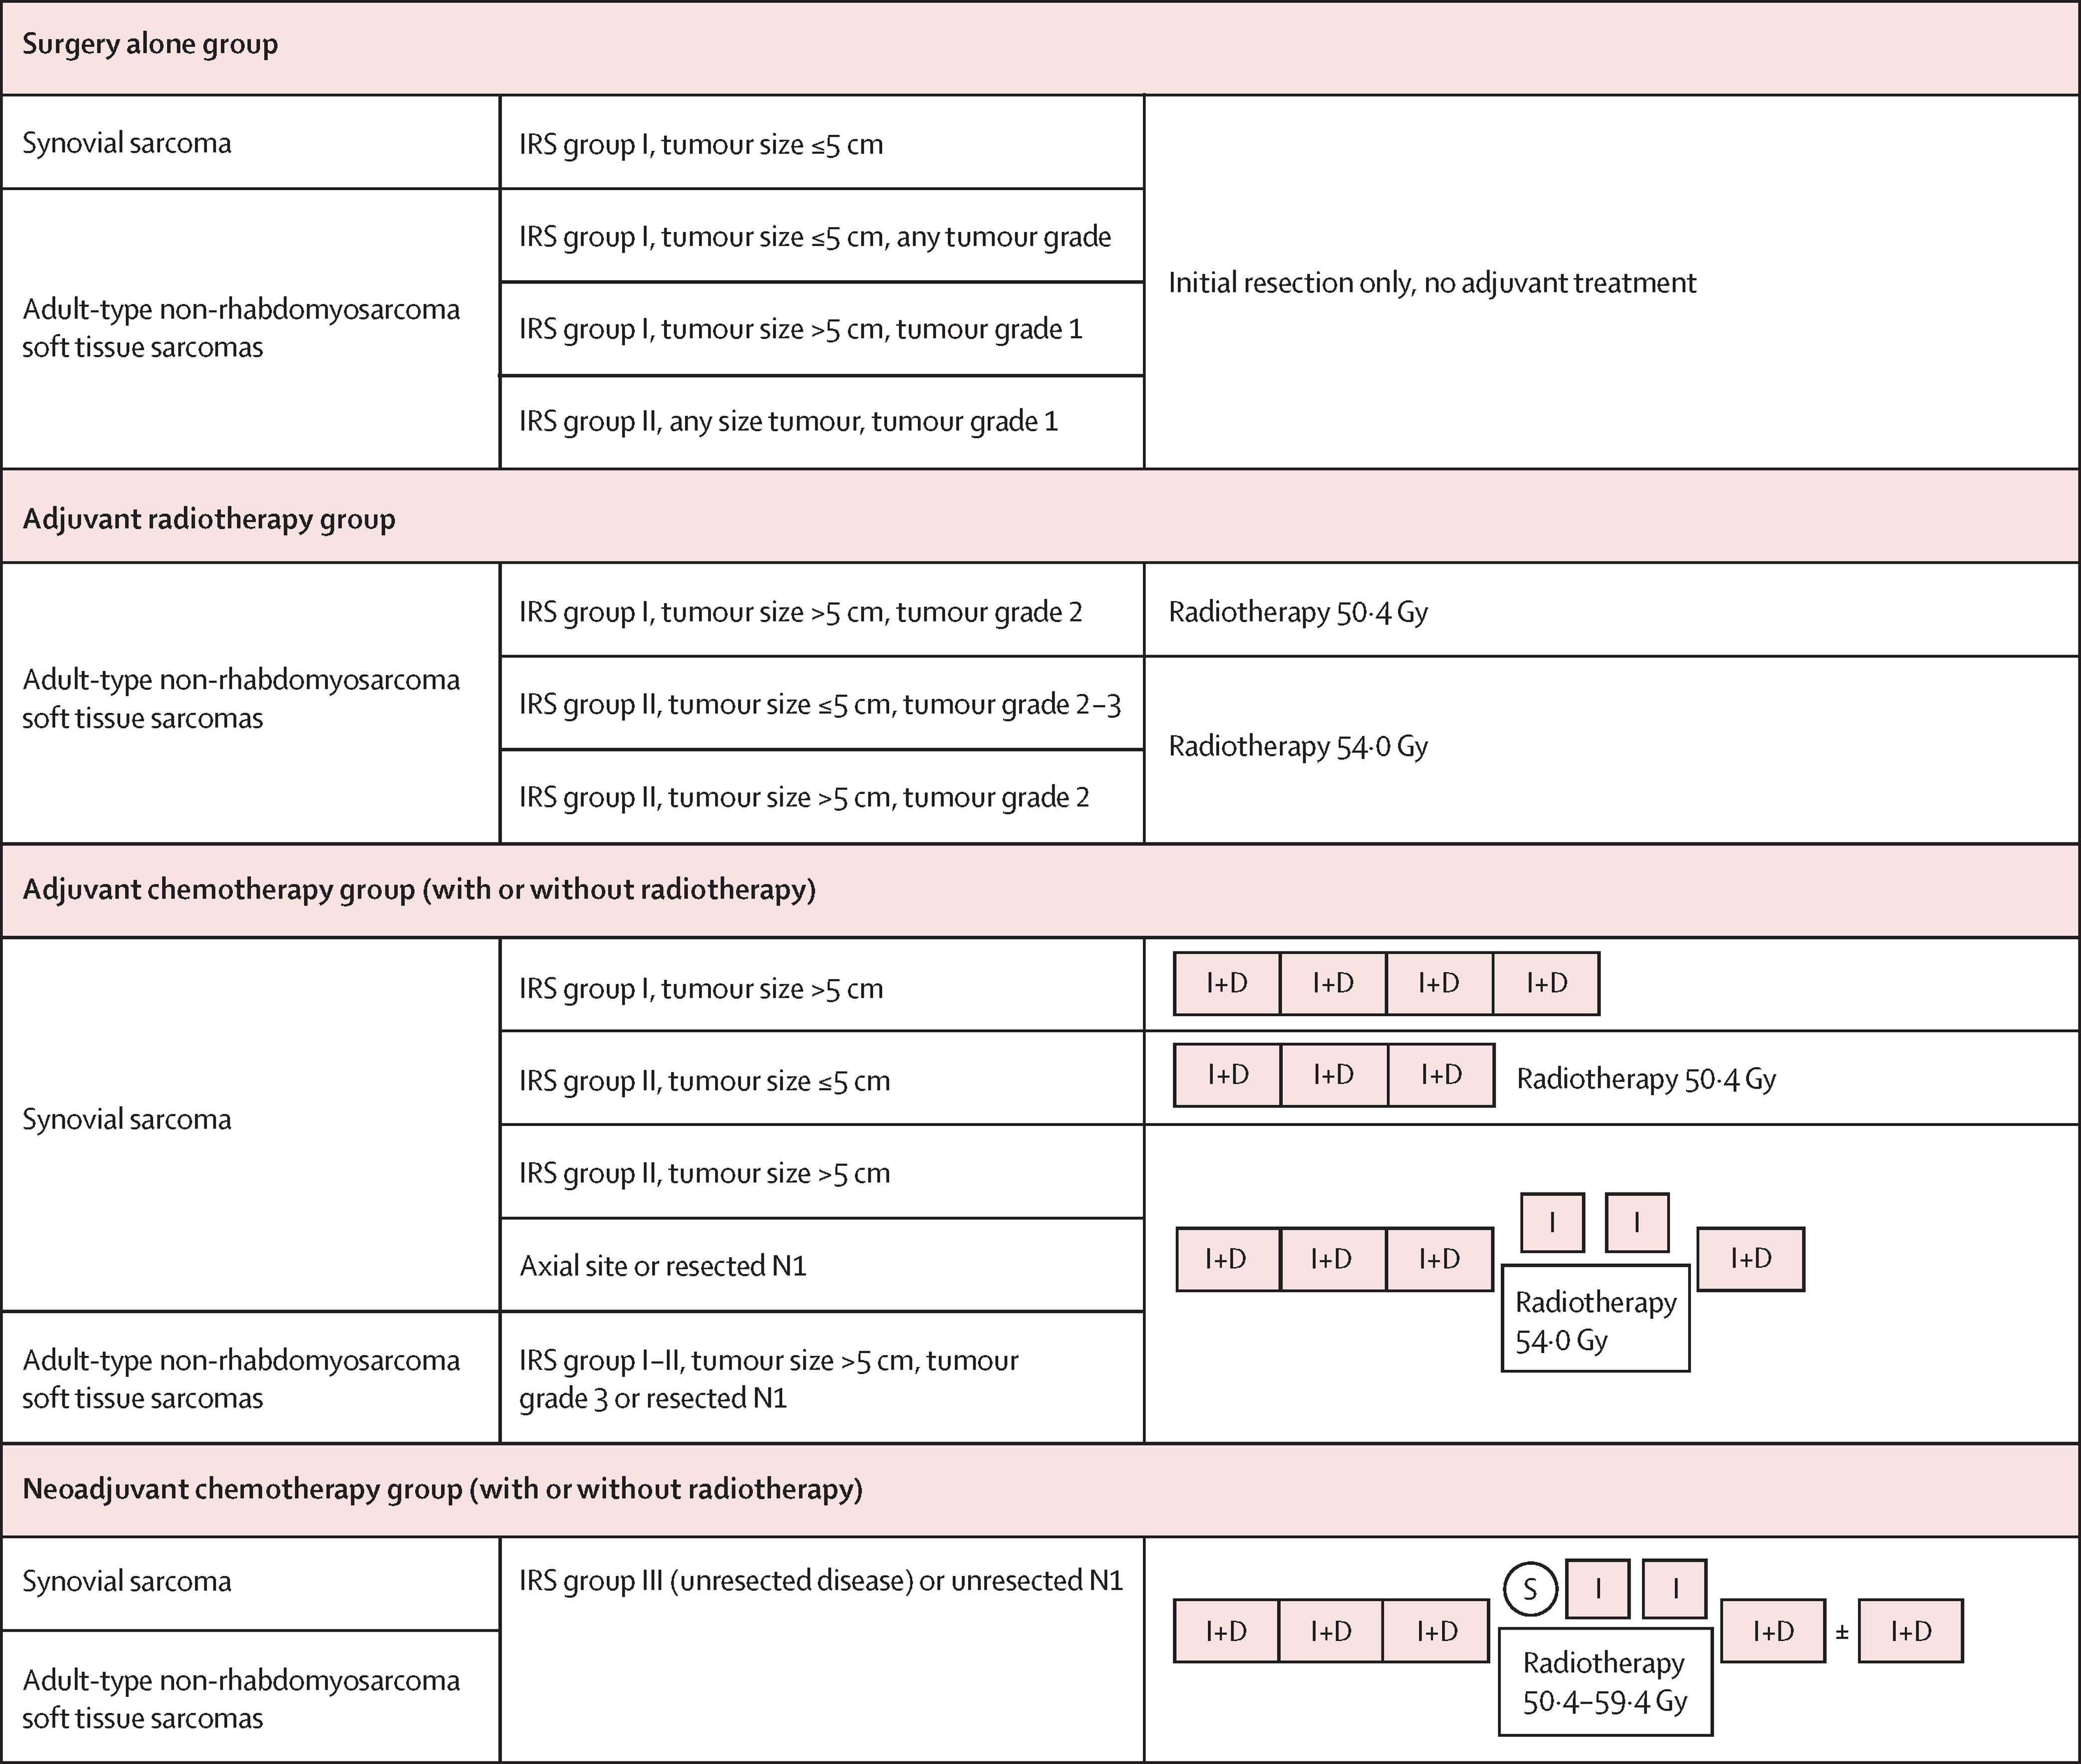 Surgery alone group
Synovial sarcoma
IRS group I, tumour size ≤5 cm
Adult-type non-rhabdomyosarcoma
soft tissue sarcomas
IRS group I, tumour size ≤5 cm, any tumour grade
IRS group I, tumour size >5 cm, tumour grade 1
IRS group II, any size tumour, tumour grade 1
Initial resection only, no adjuvant treatment
Adjuvant radiotherapy group
Adult-type non-rhabdomyosarcoma
soft tissue sarcomas
IRS group I, tumour size >5 cm, tumour grade 2
Radiotherapy 50·4 Gy
IRS group II, tumour size ≤5 cm, tumour grade 2–3
IRS group II, tumour size >5 cm, tumour grade 2
Radiotherapy 54·0 Gy
Adjuvant chemotherapy group (with or without radiotherapy)
Synovial sarcoma
IRS group I, tumour size >5 cm
I+D I+D I+D I+D
IRS group II, tumour size ≤5 cm
I+D I+D I+D Radiotherapy 50·4 Gy
IRS group II, tumour size >5 cm
Axial site or resected N1
Adult-type non-rhabdomyosarcoma
soft tissue sarcomas
IRS group I–II, tumour size >5 cm, tumour
grade 3 or resected N1
I I
I+D I+D I+D I+D
Radiotherapy
54·0 Gy
Neoadjuvant chemotherapy group (with or without radiotherapy)
Synovial sarcoma
Adult-type non-rhabdomyosarcoma
soft tissue sarcomas
IRS group III (unresected disease) or unresected N1
S I I
I+D I+D I+D I+D ± I+D
Radiotherapy
50·4–59·4 Gy